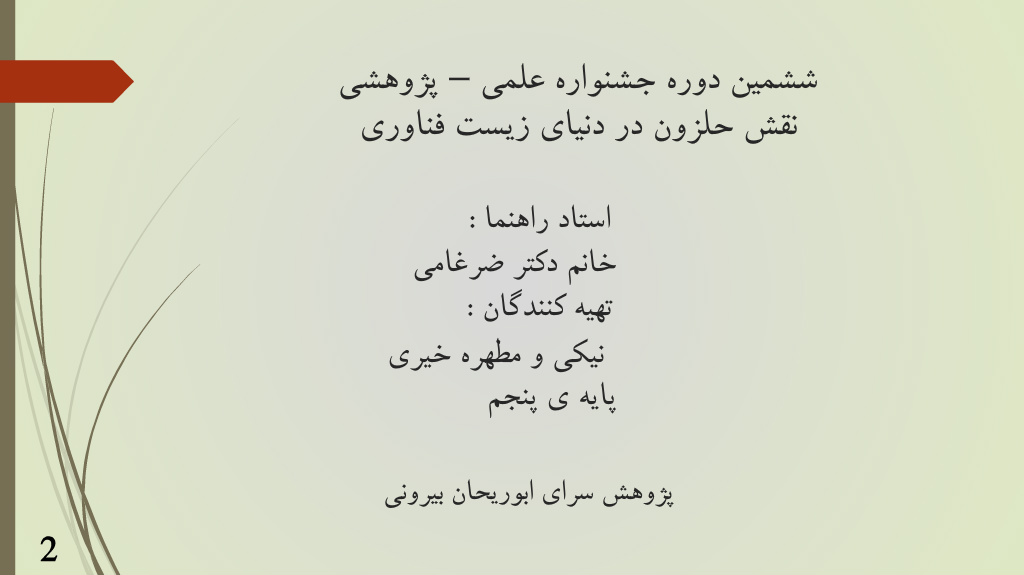 ششمین دوره جشنواره علمی – پژوهشی
نقش حلزون در دنیای زیست فناوری
استاد راهنما :
خانم دکتر ضرغامی
تهیه کنندگان :
نیکی و مطهره خیری
پایه ی پنجم
پژوهش سرای ابوریحان بیرونی
2